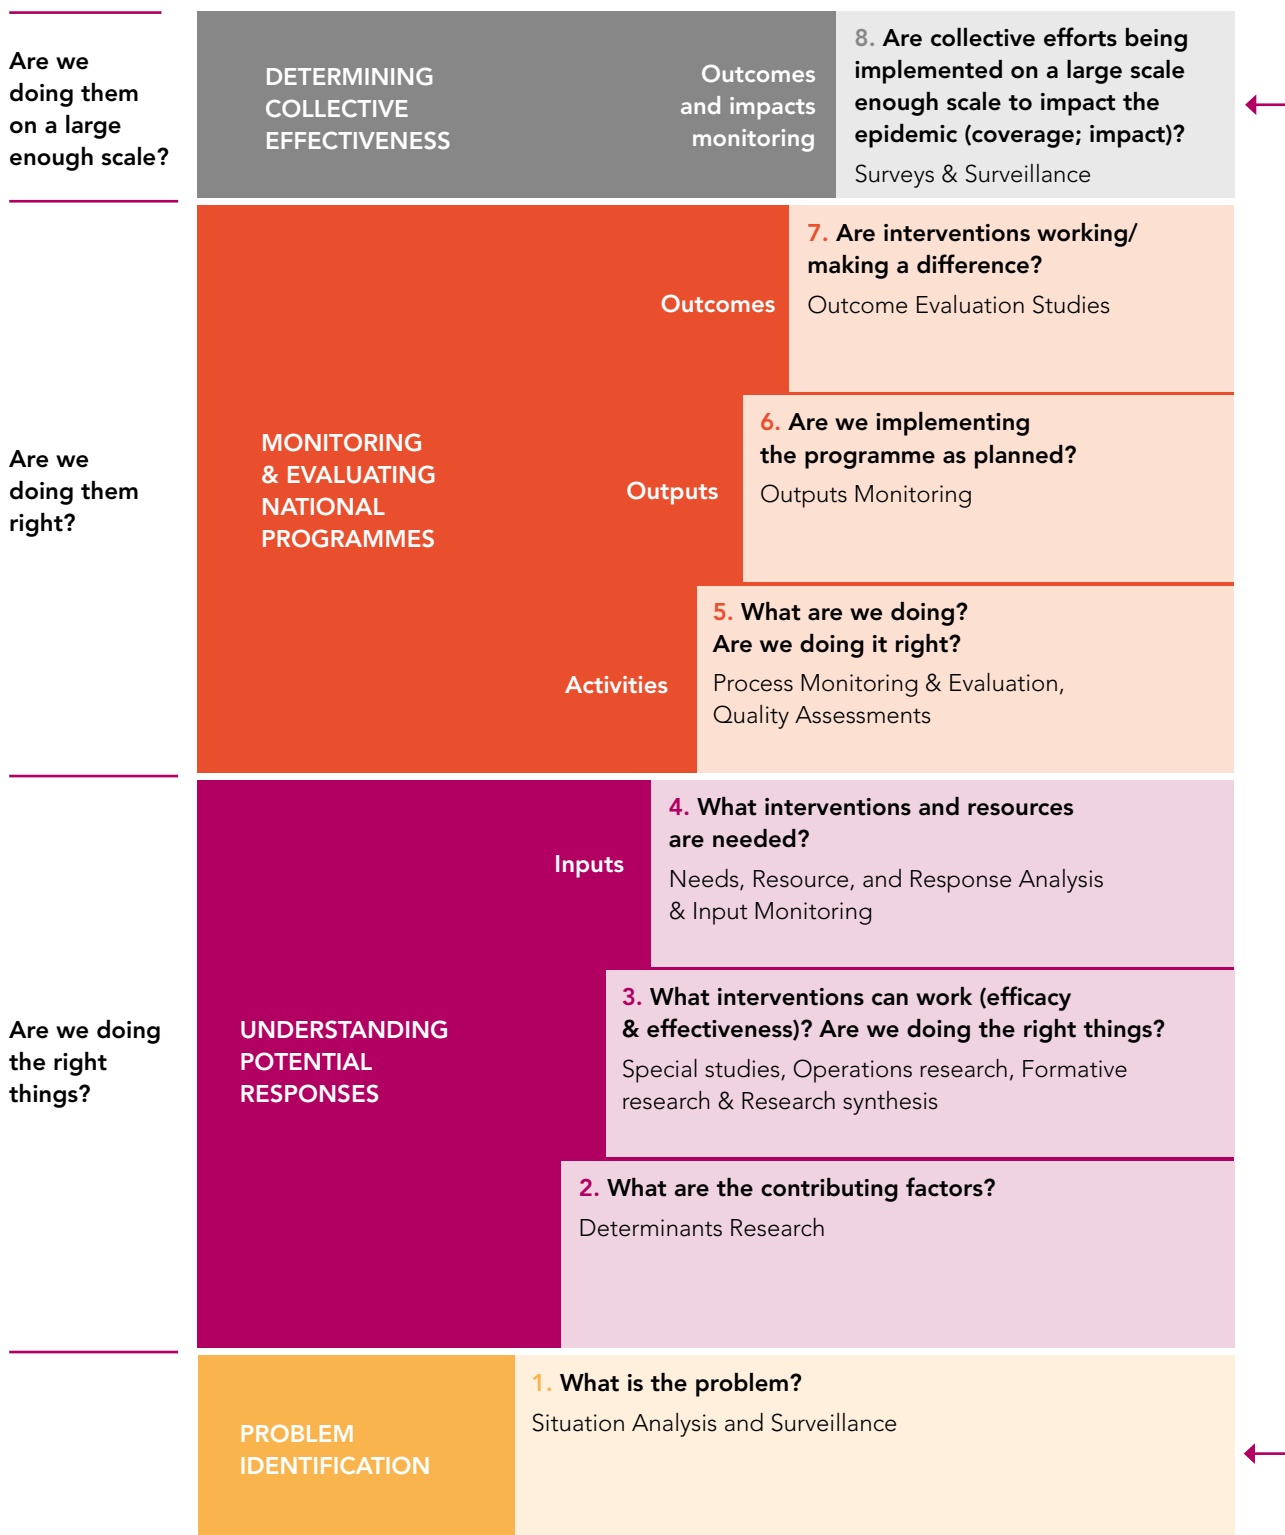 Are we
doing them
on a large
enough scale?
DETERMINING
COLLECTIVE
EFFECTIVENESS
Outcomes
and impacts
monitoring
8. Are collective efforts being
implemented on a large scale
enough scale to impact the
epidemic (coverage; impact)?
Surveys & Surveillance
Are we
doing them
right?
MONITORING
& EVALUATING
NATIONAL
PROGRAMMES
Outcomes
7. Are interventions working/
making a difference?
Outcome Evaluation Studies
Outputs
6. Are we implementing
the programme as planned?
Outputs Monitoring
Activities
5. What are we doing?
Are we doing it right?
Process Monitoring & Evaluation,
Quality Assessments
Are we doing
the right
things?
UNDERSTANDING
POTENTIAL
RESPONSES
Inputs
4. What interventions and resources
are needed?
Needs, Resource, and Response Analysis
& Input Monitoring
3. What interventions can work (efficacy
& effectiveness)? Are we doing the right things?
Special studies, Operations research, Formative
research & Research synthesis
2. What are the contributing factors?
Determinants Research
PROBLEM
IDENTIFICATION
1. What is the problem?
Situation Analysis and Surveillance